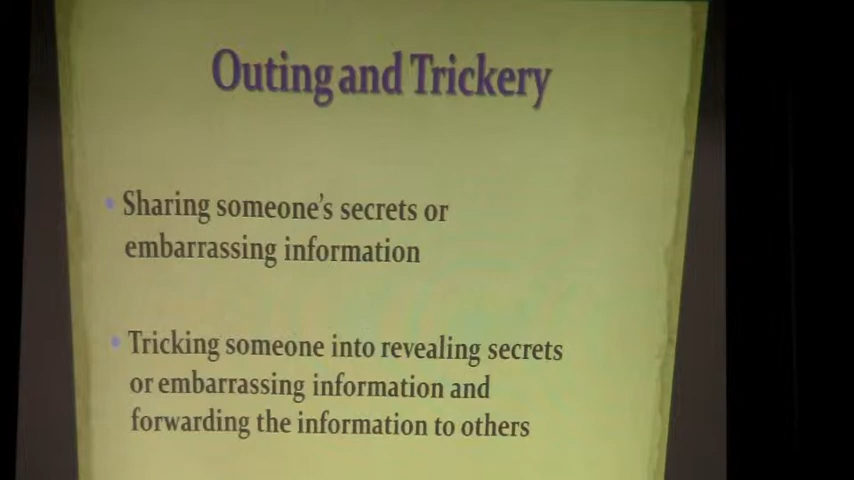 Outing and Trickery
• Sharing someone's secrets or
embarrassing information
• Tricking someone into revealing secrets
or embarrassing information and
forwarding the information to others